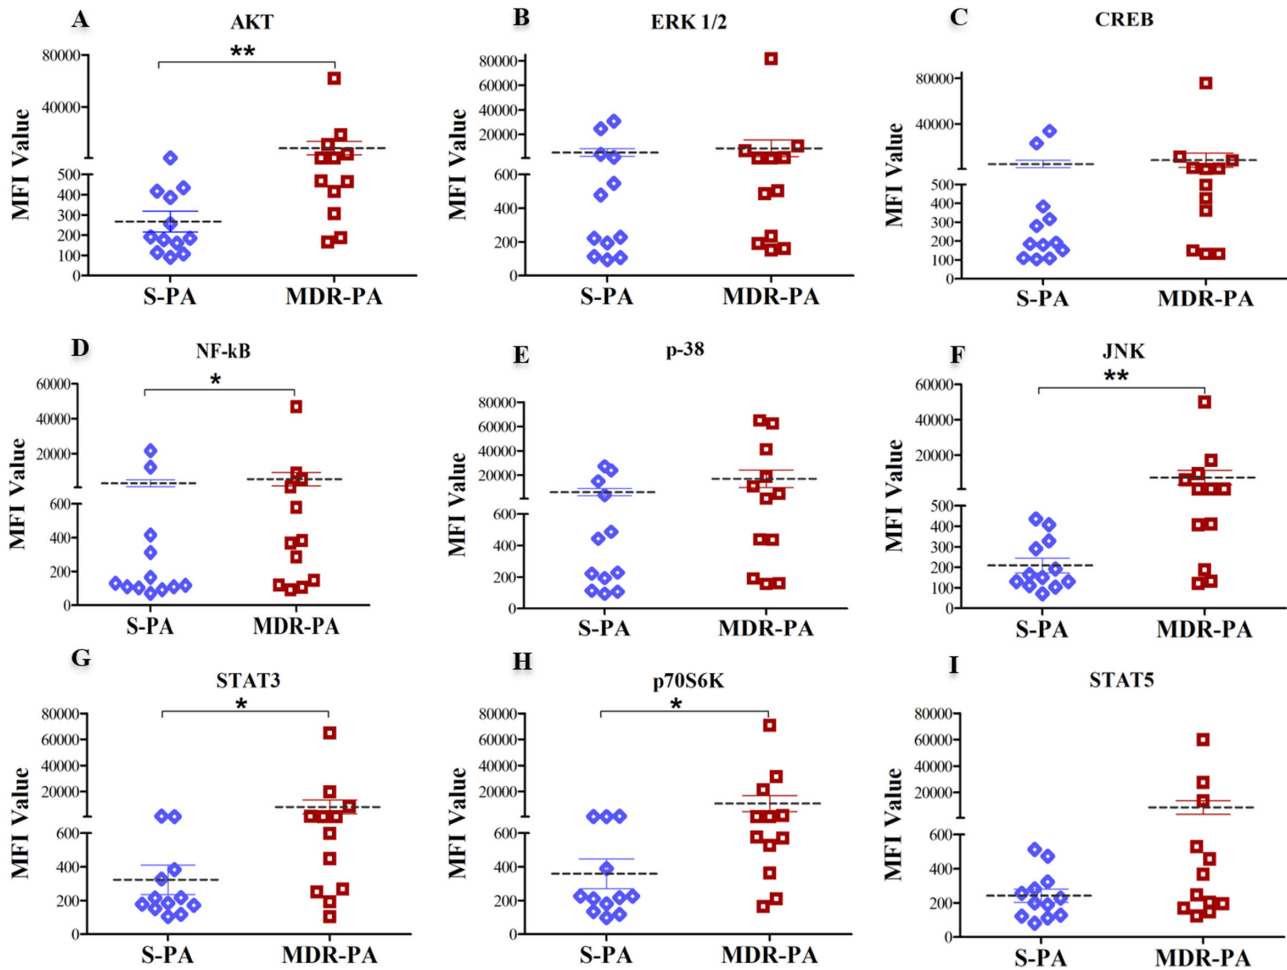 A AKT
**
MFI Value
80000
40000
500
400
300
200
100
0
S-PA MDR-PA
B ERK 1/2
MFI Value
80000
60000
40000
20000
600
400
200
0
S-PA MDR-PA
C CREB
MFI Value
80000
40000
500
400
300
200
100
0
S-PA MDR-PA
D NF-kB
*
MFI Value
60000
40000
20000
600
400
200
0
S-PA MDR-PA
E p-38
MFI Value
80000
60000
40000
20000
600
400
200
0
S-PA MDR-PA
F JNK
**
MFI Value
60000
40000
20000
500
400
300
200
100
0
S-PA MDR-PA
G STAT3
*
MFI Value
80000
60000
40000
20000
600
400
200
0
S-PA MDR-PA
H p70S6K
*
MFI Value
80000
60000
40000
20000
600
400
200
0
S-PA MDR-PA
I STAT5
MFI Value
80000
60000
40000
20000
600
400
200
0
S-PA MDR-PA